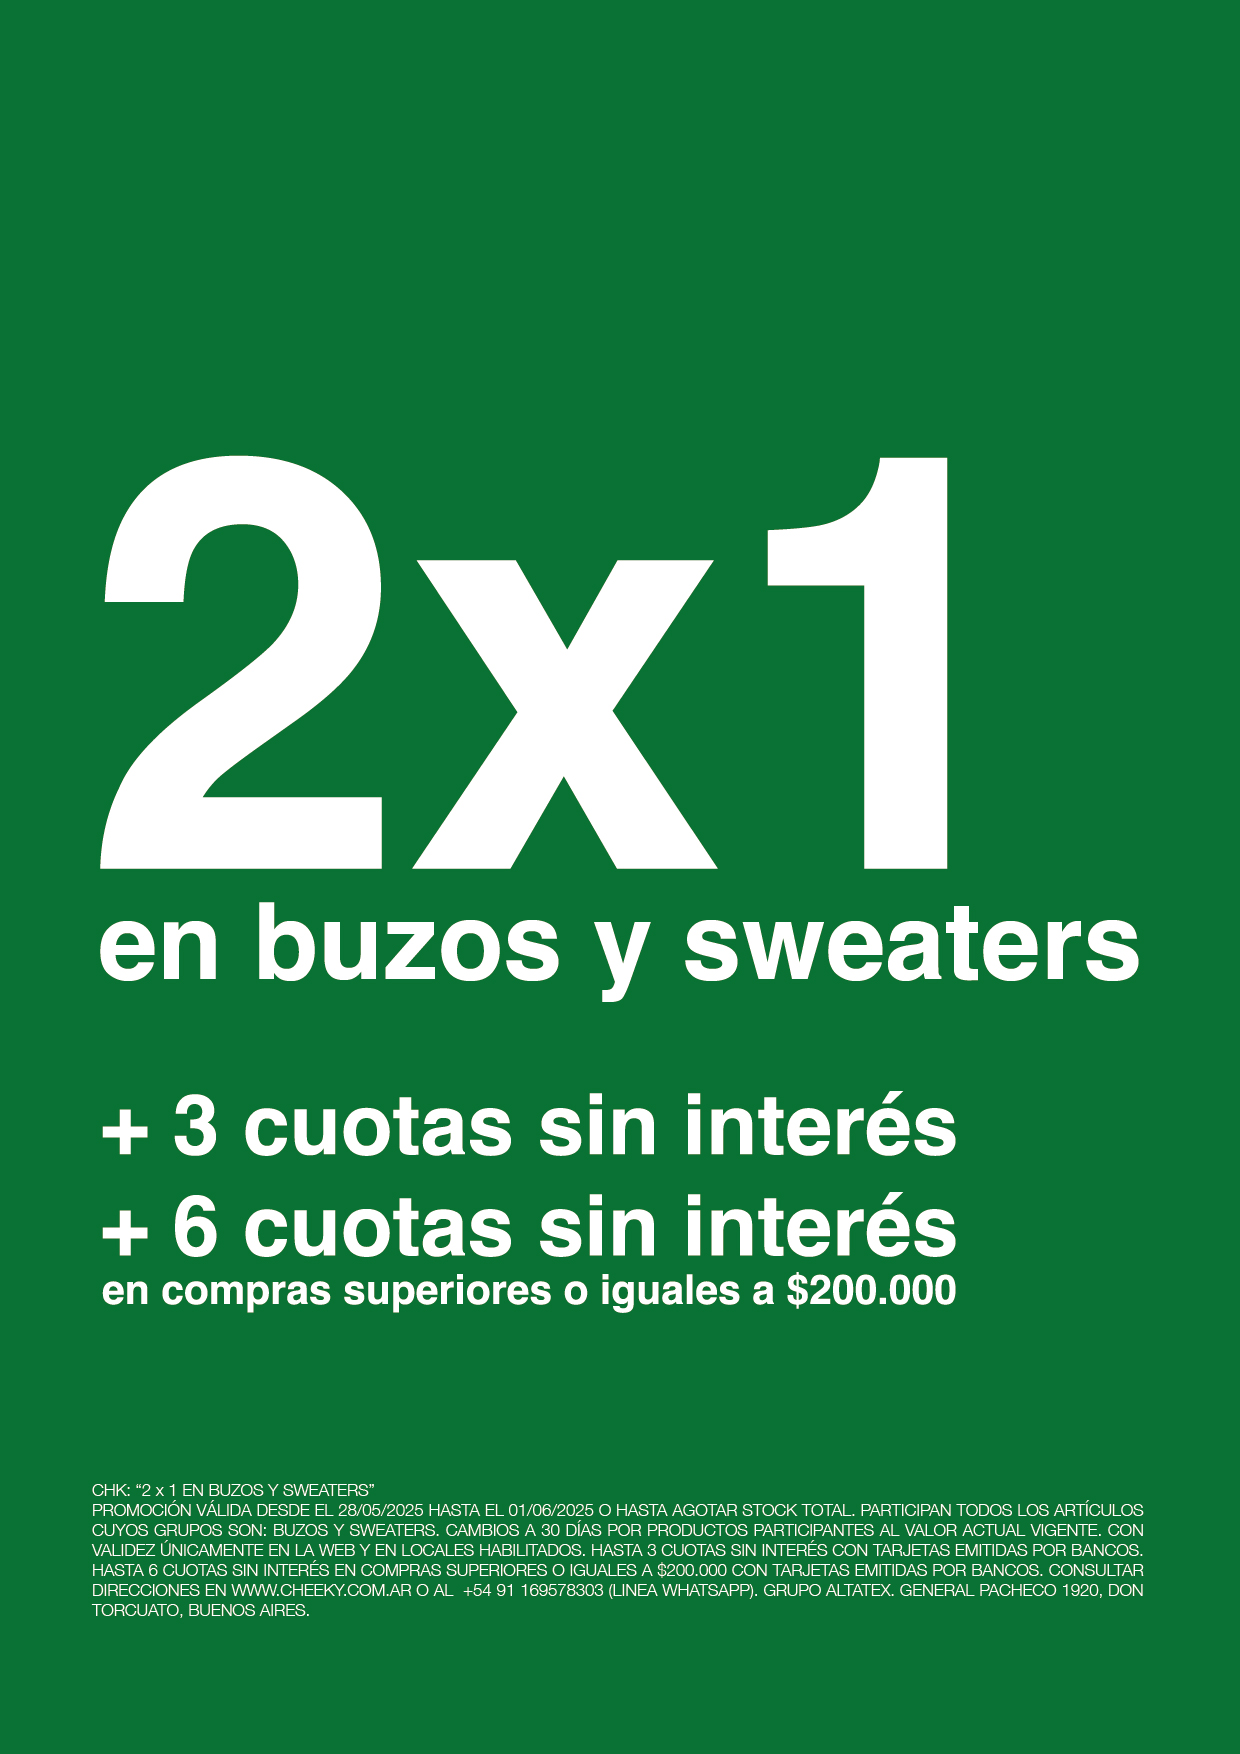 2x1
en buzos y sweaters
+ 3 cuotas sin interés
+ 6 cuotas sin interés
en compras superiores o iguales a $200.000
CHK: “2 x 1 EN BUZOS Y SWEATERS”
PROMOCIÓN VÁLIDA DESDE EL 28/05/2025 HASTA EL 01/06/2025 O HASTA AGOTAR STOCK TOTAL. PARTICIPAN TODOS LOS ARTÍCULOS
CUYOS GRUPOS SON: BUZOS Y SWEATERS. CAMBIOS A 30 DÍAS POR PRODUCTOS PARTICIPANTES AL VALOR ACTUAL VIGENTE. CON
VALIDEZ ÚNICAMENTE EN LA WEB Y EN LOCALES HABILITADOS. HASTA 3 CUOTAS SIN INTERÉS CON TARJETAS EMITIDAS POR BANCOS.
HASTA 6 CUOTAS SIN INTERÉS EN COMPRAS SUPERIORES O IGUALES A $200.000 CON TARJETAS EMITIDAS POR BANCOS. CONSULTAR
DIRECCIONES EN WWW.CHEEKY.COM.AR O AL +54 91 169578303 (LINEA WHATSAPP). GRUPO ALTATEX. GENERAL PACHECO 1920, DON
TORCUATO, BUENOS AIRES.